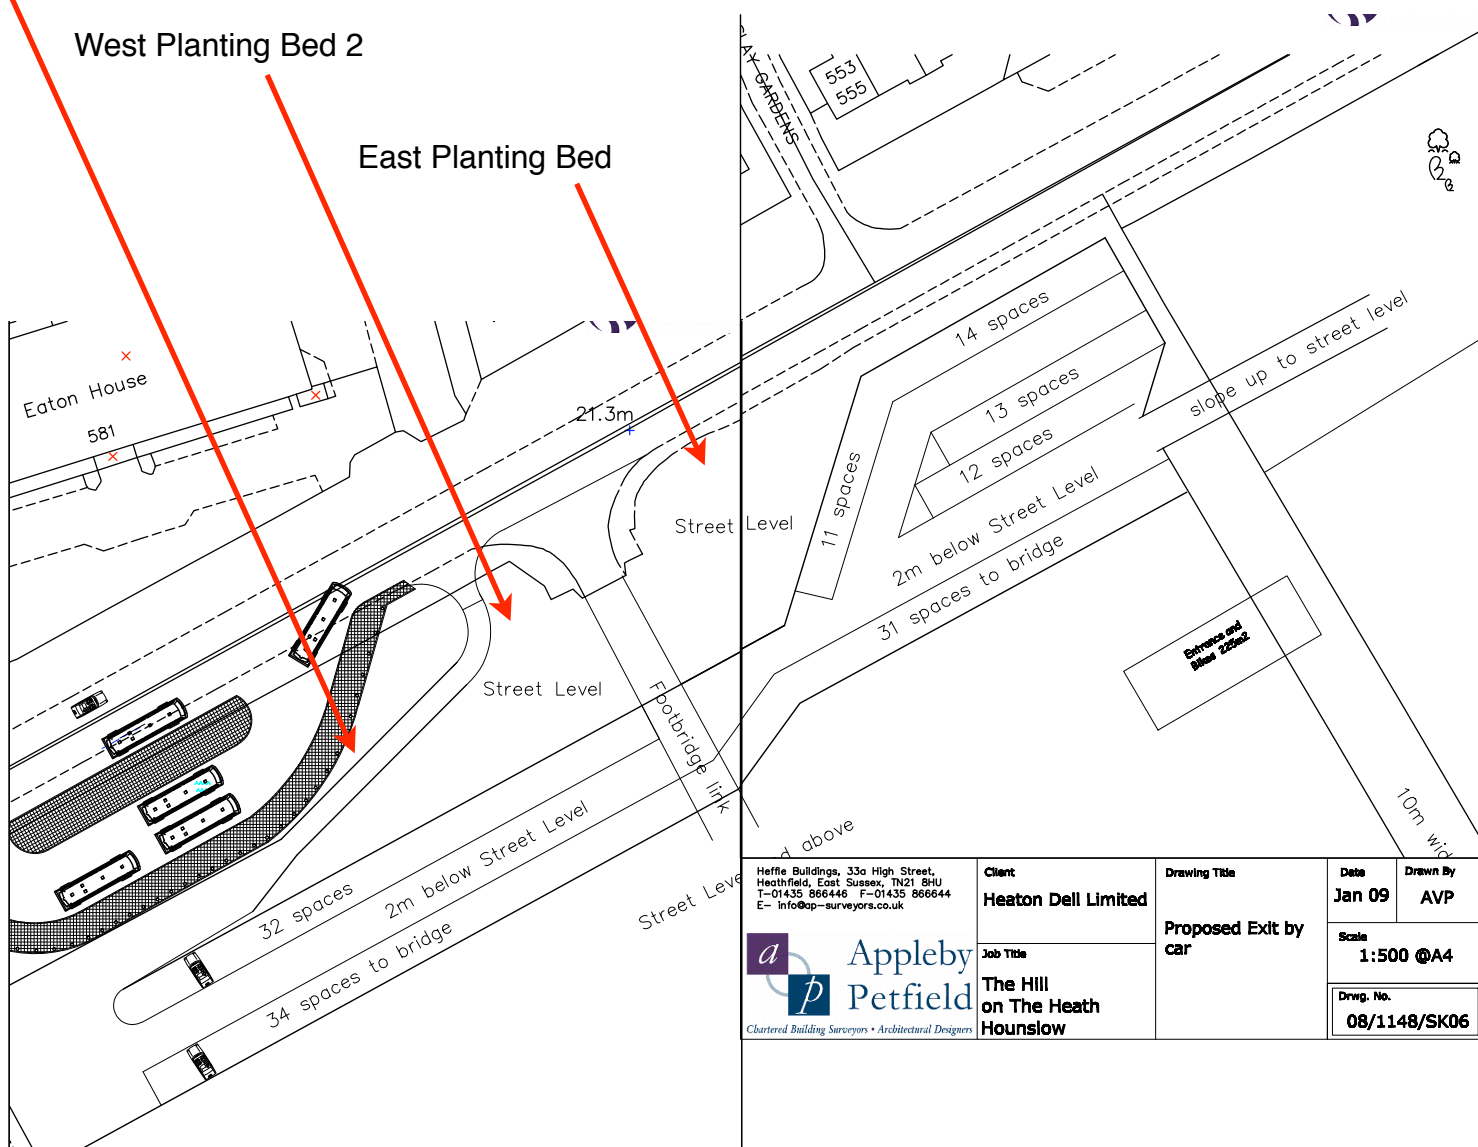 West Planting Bed 2
East Planting Bed
GARDENS
553
555
Eaton House
581
21.3m
14 spaces
13 spaces
12 spaces
11 spaces
slope up to street level
2m below Street Level
31 spaces to bridge
Street Level
Street Level
Footbridge link
Entrance and
Bikes 225m2
32 spaces
2m below Street Level
34 spaces to bridge
Street
above
10m
Heffle Buildings, 33a High Street,
Heathfield, East Sussex, TN21 8HU
T-01435 866446 F-01435 866644
E- info@ap-surveyors.co.uk
a
p
Appleby
Petfield
Chartered Building Surveyors • Architectural Designers
Client
Heaton Dell Limited
Job Title
The Hill
on The Heath
Hounslow
Drawing Title
Proposed Exit by
car
Date
Jan 09
Drawn By
AVP
Scale
1:500 @A4
Drwg. No.
08/1148/SK06